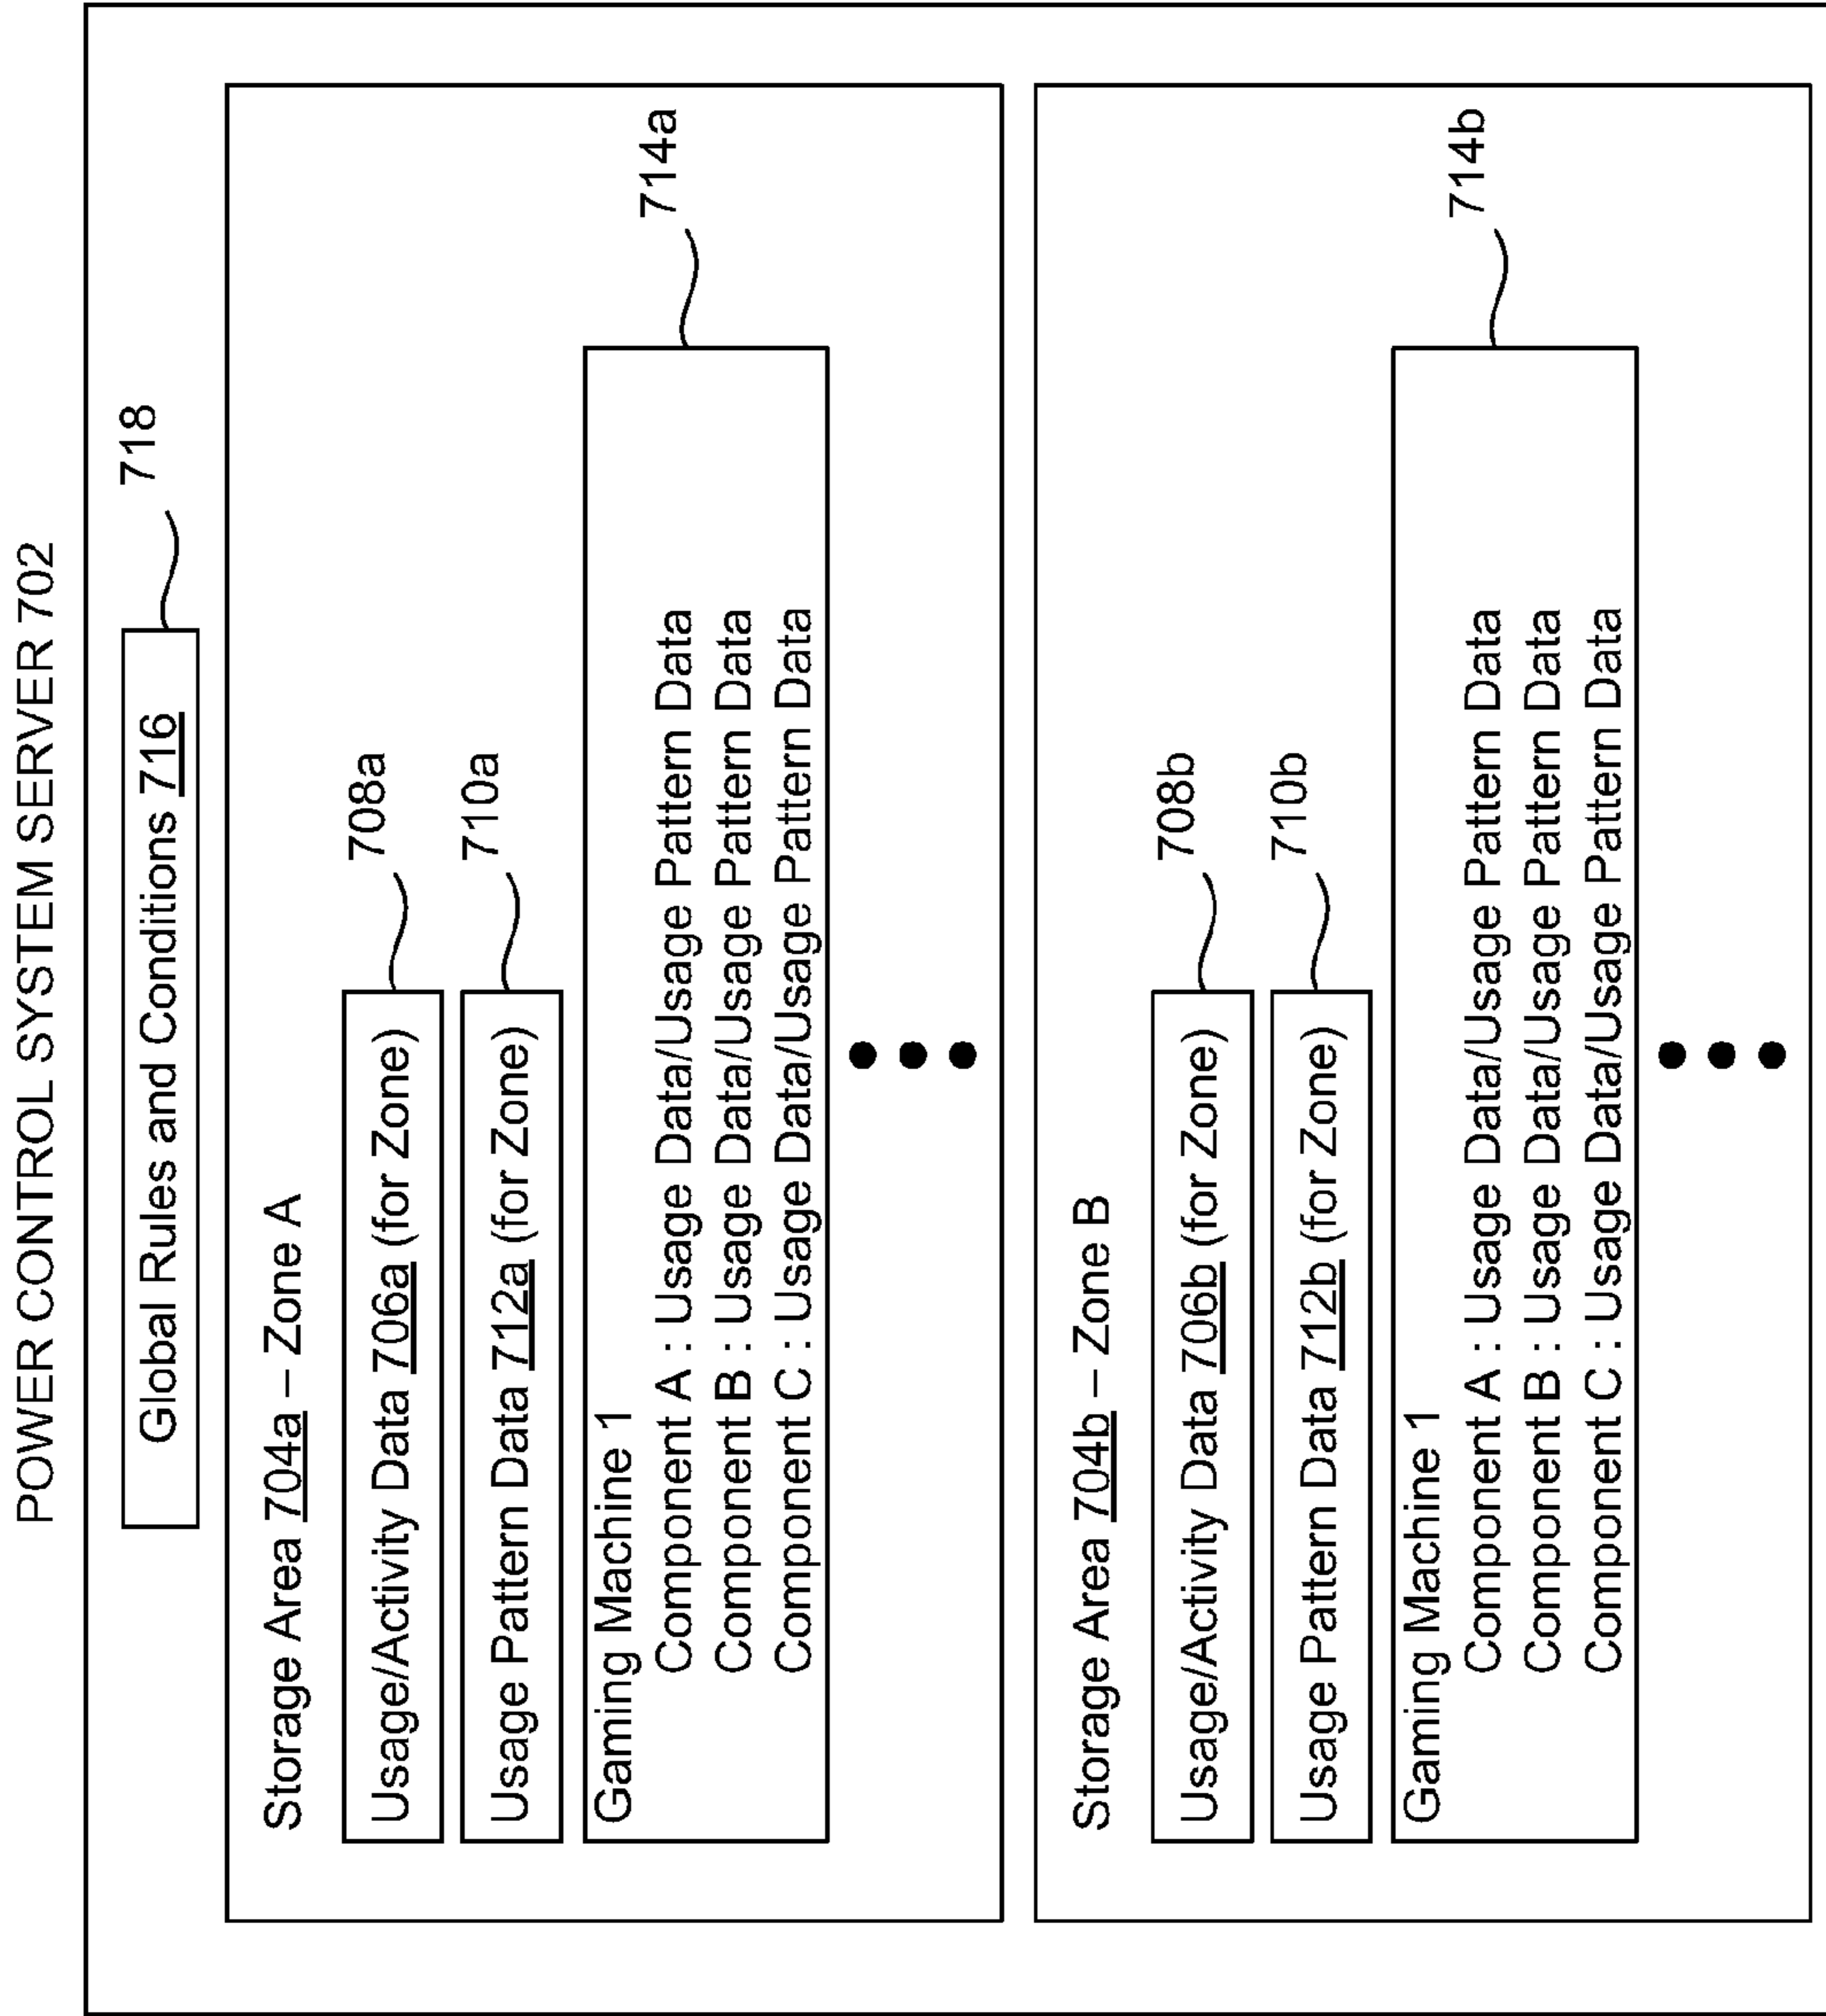 POWER CONTROL SYSTEM SERVER 702
Global Rules and Conditions 716
718
Storage Area 704a – Zone A
Usage/Activity Data 706a (for Zone)
708a
Usage Pattern Data 712a (for Zone)
710a
Gaming Machine 1
Component A : Usage Data/Usage Pattern Data
Component B : Usage Data/Usage Pattern Data
Component C : Usage Data/Usage Pattern Data
714a
Storage Area 704b – Zone B
Usage/Activity Data 706b (for Zone)
708b
Usage Pattern Data 712b (for Zone)
710b
Gaming Machine 1
Component A : Usage Data/Usage Pattern Data
Component B : Usage Data/Usage Pattern Data
Component C : Usage Data/Usage Pattern Data
714b